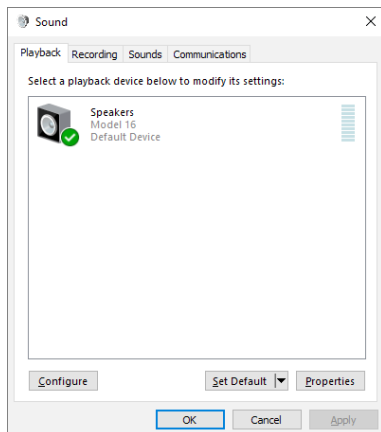 Sound
Playback Recording Sounds Communications
Select a playback device below to modify its settings:
Speakers
Model 16
Default Device
Configure Set Default Properties
OK Cancel Apply